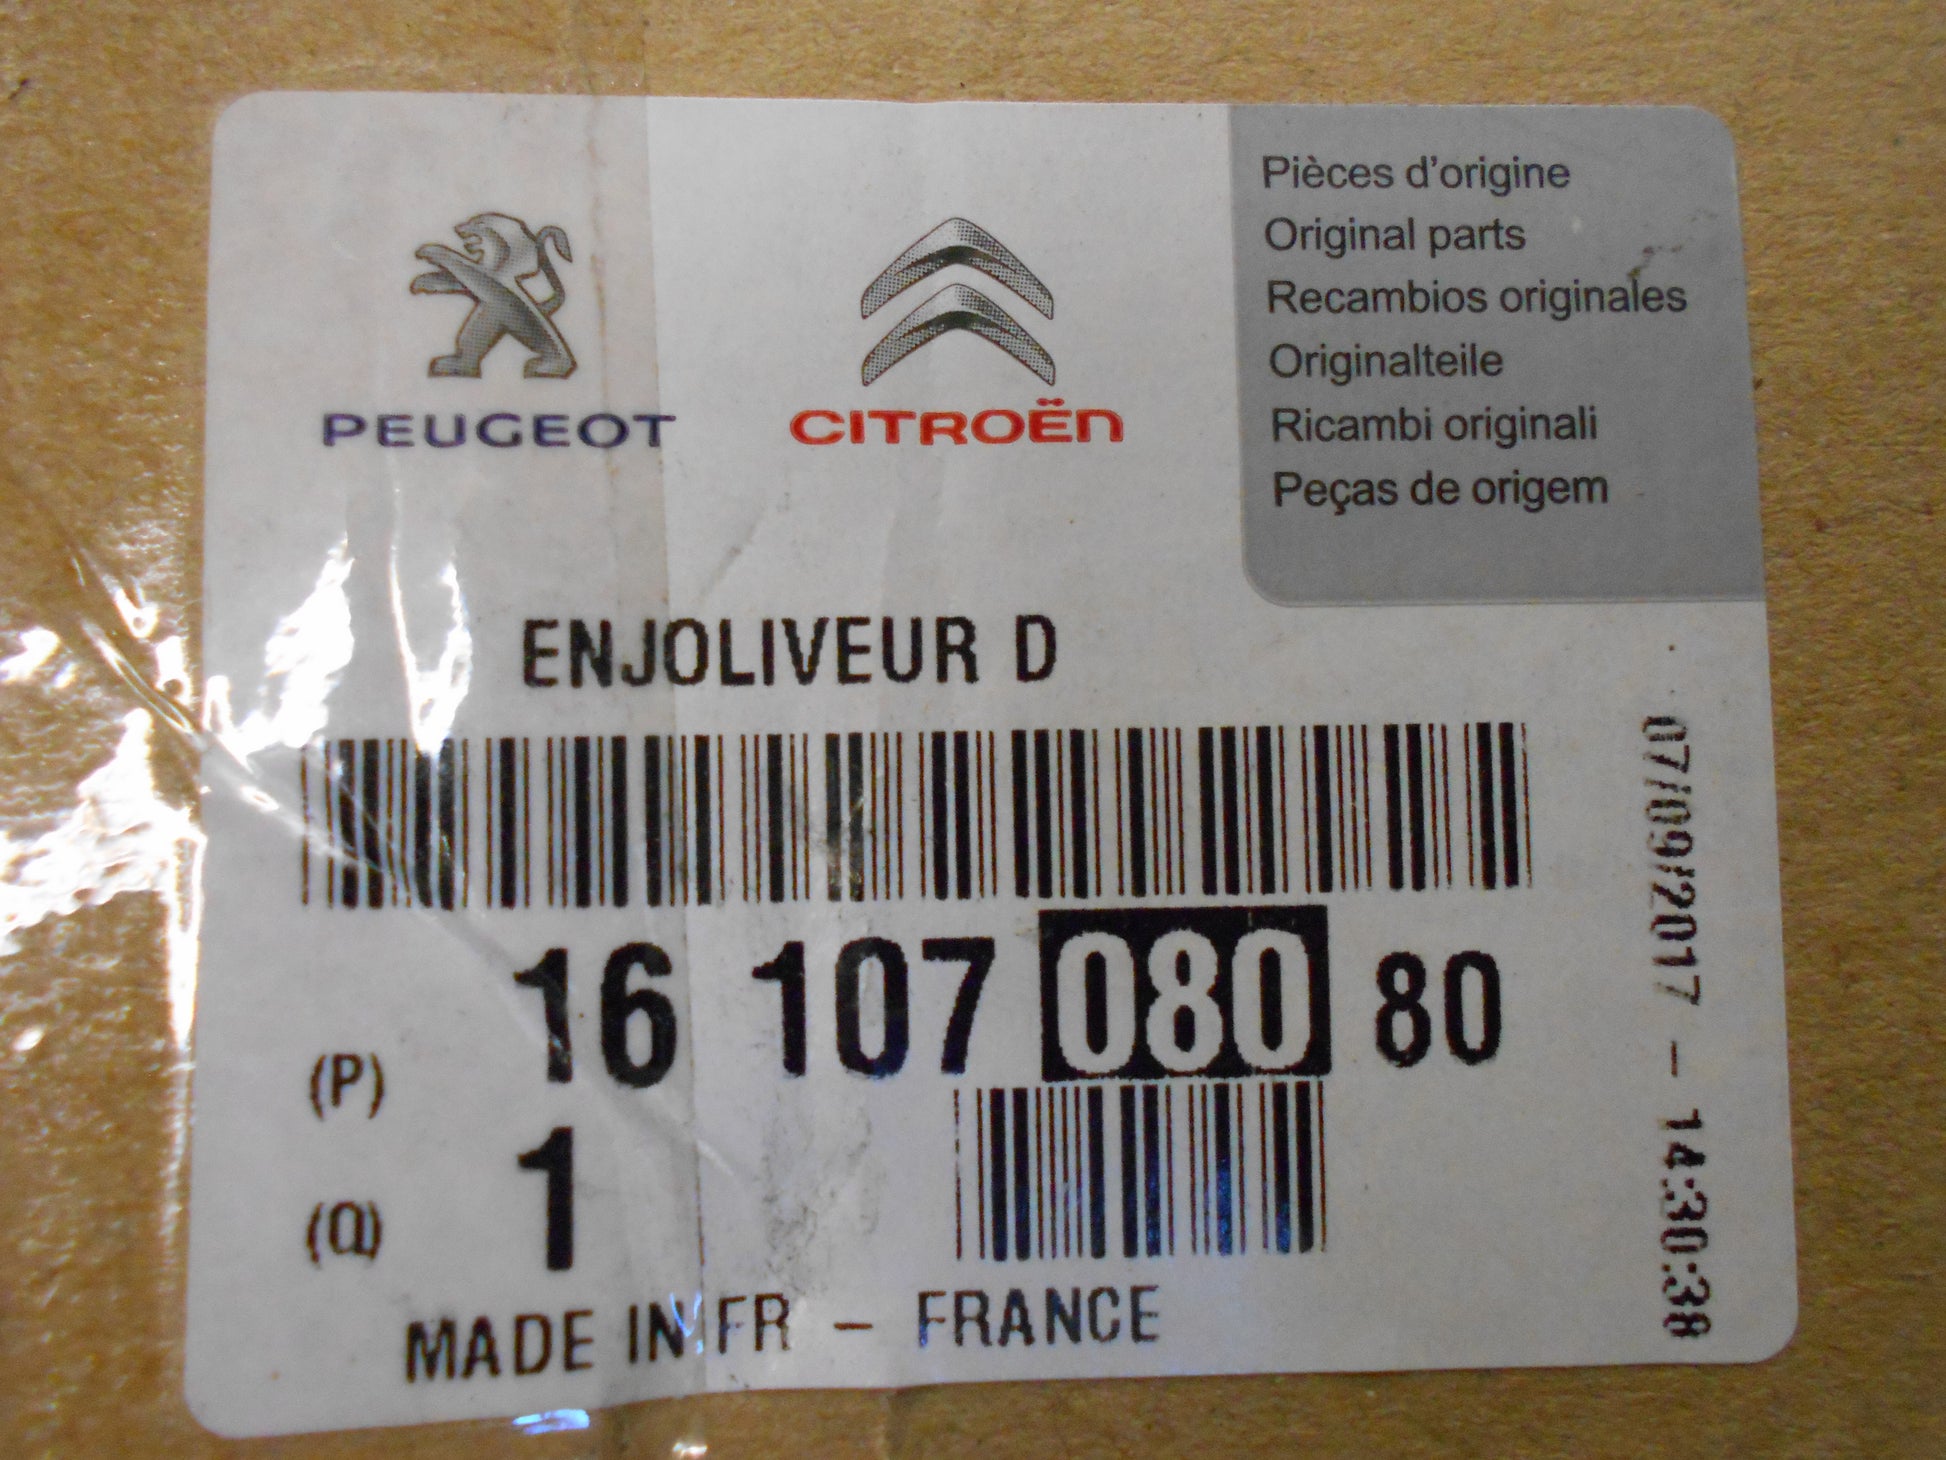 PEUGEOT
CITROËN
Pièces d'origine
Original parts
Recambios originales
Originalteile
Ricambi originali
Peças de origem
ENJOLIVEUR D
(P) 16 107 080 80
(Q) 1
MADE IN FR - FRANCE
07/09/2017 - 14:30:38